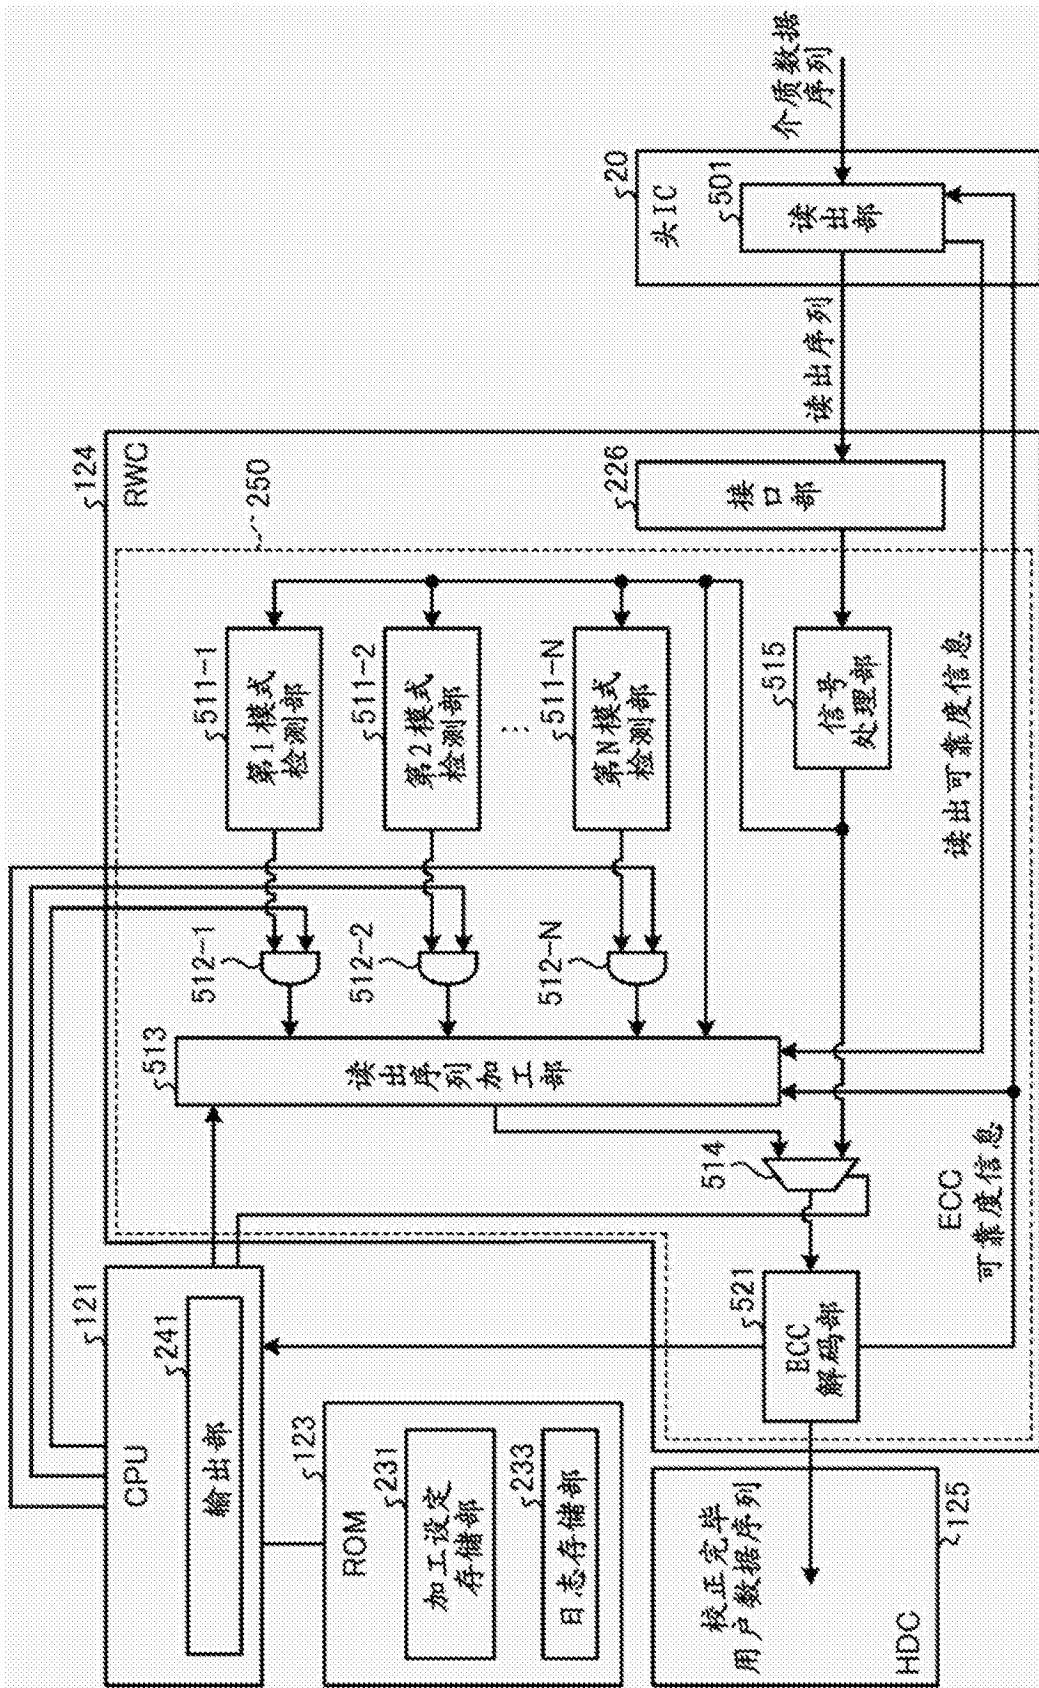 介质数据
序列
20
头IC
501
读出部
读出序列
124
RWC
250
226
接口部
511-1
第1模式
检测部
511-2
第2模式
检测部
⋮
511-N
第N模式
检测部
515
信号
处理部
读出可靠度信息
512-1
512-2
512-N
513
读出序列加工部
514
ECC
可靠度信息
521
ECC
解码部
121
CPU
241
输出部
123
ROM
231
加工设定
存储部
233
日志存储部
校正完毕
用户数据序列
HDC
125